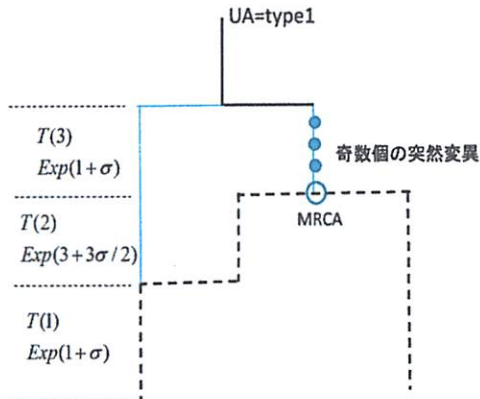 UA=type1
T(3)
Exp(1+σ)
奇数個の突然変異
T(2)
MRCA
Exp(3+3σ/2)
T(1)
Exp(1+σ)